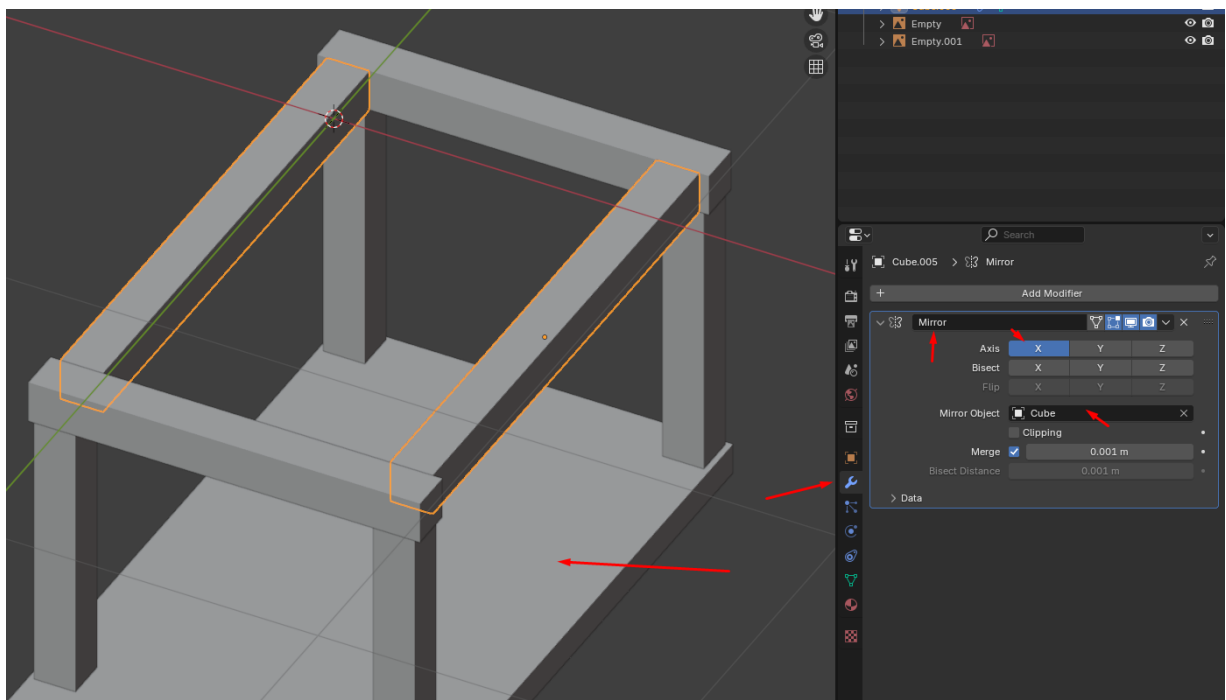 Empty
Empty.001
Search
Cube.005 > Mirror
+ Add Modifier
Mirror
Axis X Y Z
Bisect X Y Z
Flip X Y Z
Mirror Object Cube
Clipping
Merge 0.001 m
Bisect Distance 0.001 m
> Data